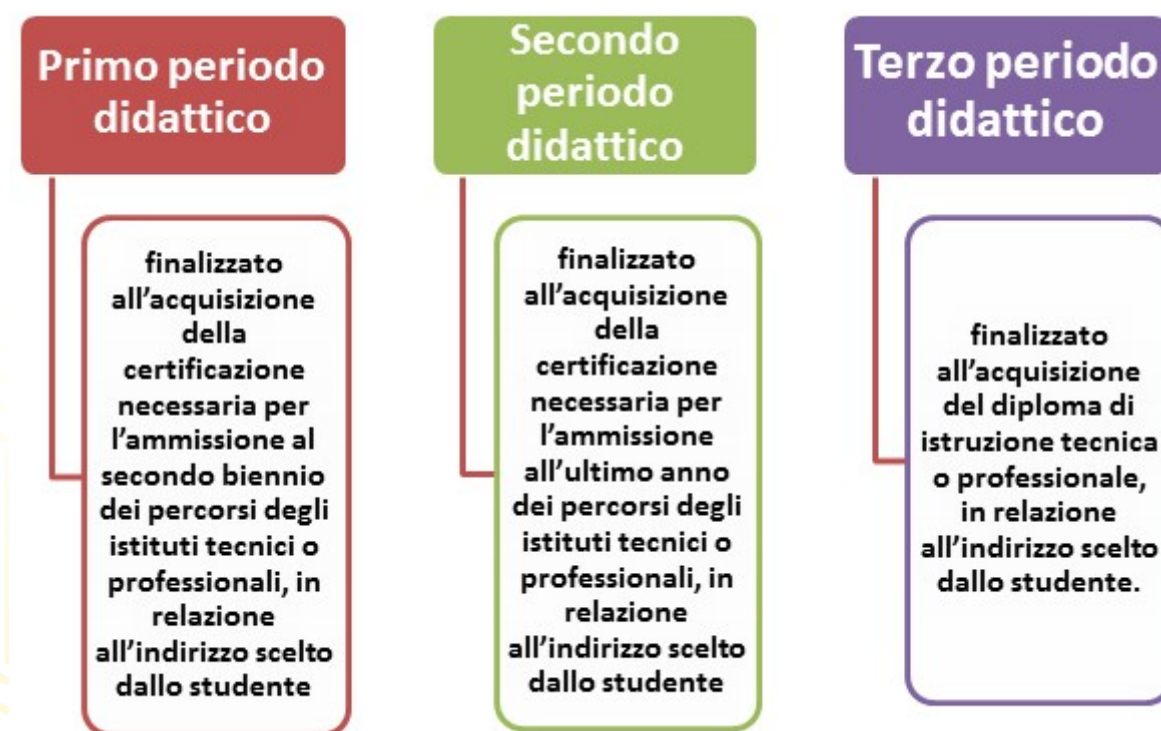 Primo periodo
didattico
finalizzato
all’acquisizione
della
certificazione
necessaria per
l’ammissione al
secondo biennio
dei percorsi degli
istituti tecnici o
professionali, in
relazione
all’indirizzo scelto
dallo studente
Secondo
periodo
didattico
finalizzato
all’acquisizione
della
certificazione
necessaria per
l’ammissione
all’ultimo anno
dei percorsi degli
istituti tecnici o
professionali, in
relazione
all’indirizzo scelto
dallo studente
Terzo periodo
didattico
finalizzato
all’acquisizione
del diploma di
istruzione tecnica
o professionale,
in relazione
all’indirizzo scelto
dallo studente.